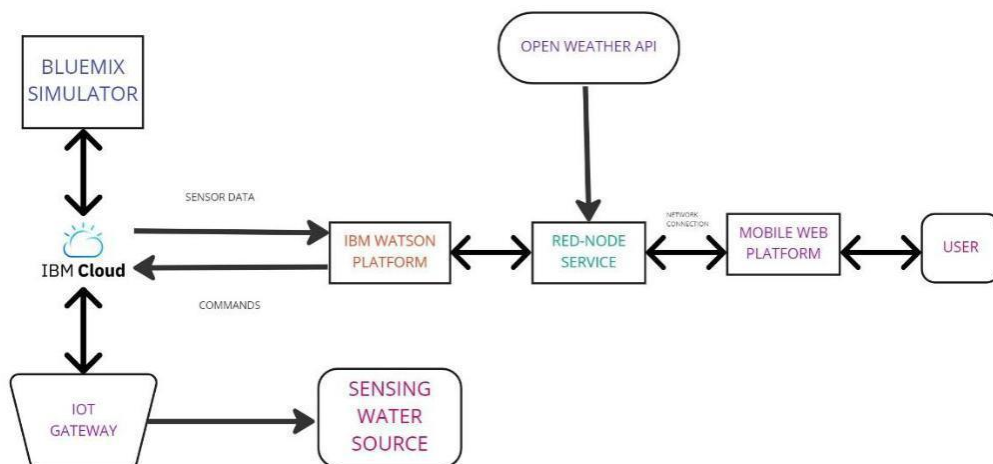 OPEN WEATHER API
BLUEMIX
SIMULATOR
SENSOR DATA
IBM Cloud
IBM WATSON
PLATFORM
RED-NODE
SERVICE
NETWORK
CONNECTION
MOBILE WEB
PLATFORM
USER
COMMANDS
IOT
GATEWAY
SENSING
WATER
SOURCE